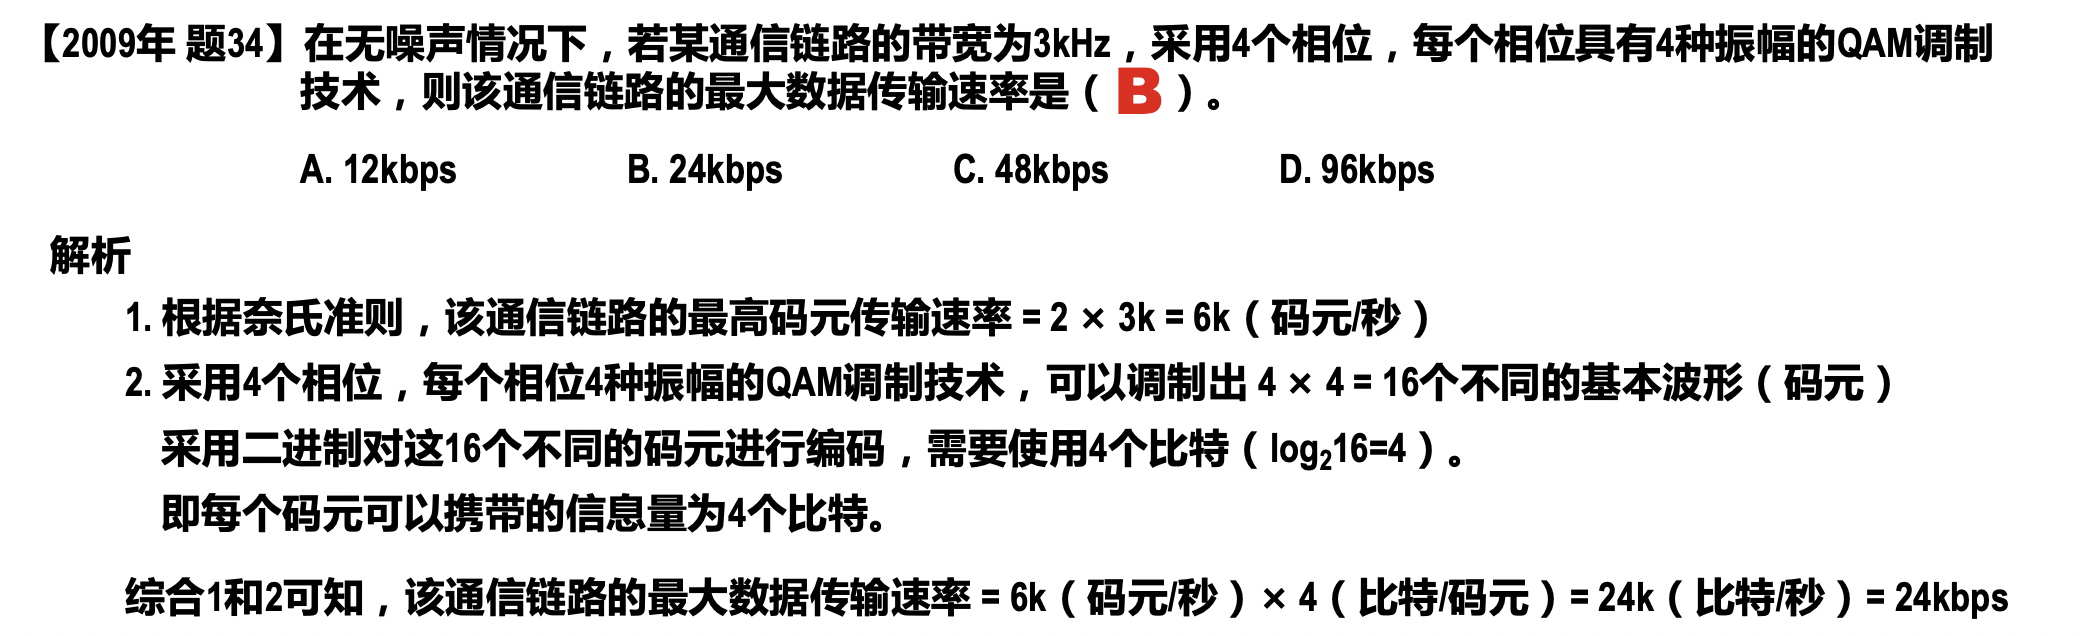 【2009年 题34】在无噪声情况下，若某通信链路的带宽为3kHz，采用4个相位，每个相位具有4种振幅的QAM调制
技术，则该通信链路的最大数据传输速率是（ B ）。
A. 12kbps B. 24kbps C. 48kbps D. 96kbps
解析
1. 根据奈氏准则，该通信链路的最高码元传输速率 = 2 × 3k = 6k（码元/秒）
2. 采用4个相位，每个相位4种振幅的QAM调制技术，可以调制出 4 × 4 = 16个不同的基本波形（码元）
采用二进制对这16个不同的码元进行编码，需要使用4个比特（log₂16=4）。
即每个码元可以携带的信息量为4个比特。
综合1和2可知，该通信链路的最大数据传输速率 = 6k（码元/秒）× 4（比特/码元）= 24k（比特/秒）= 24kbps